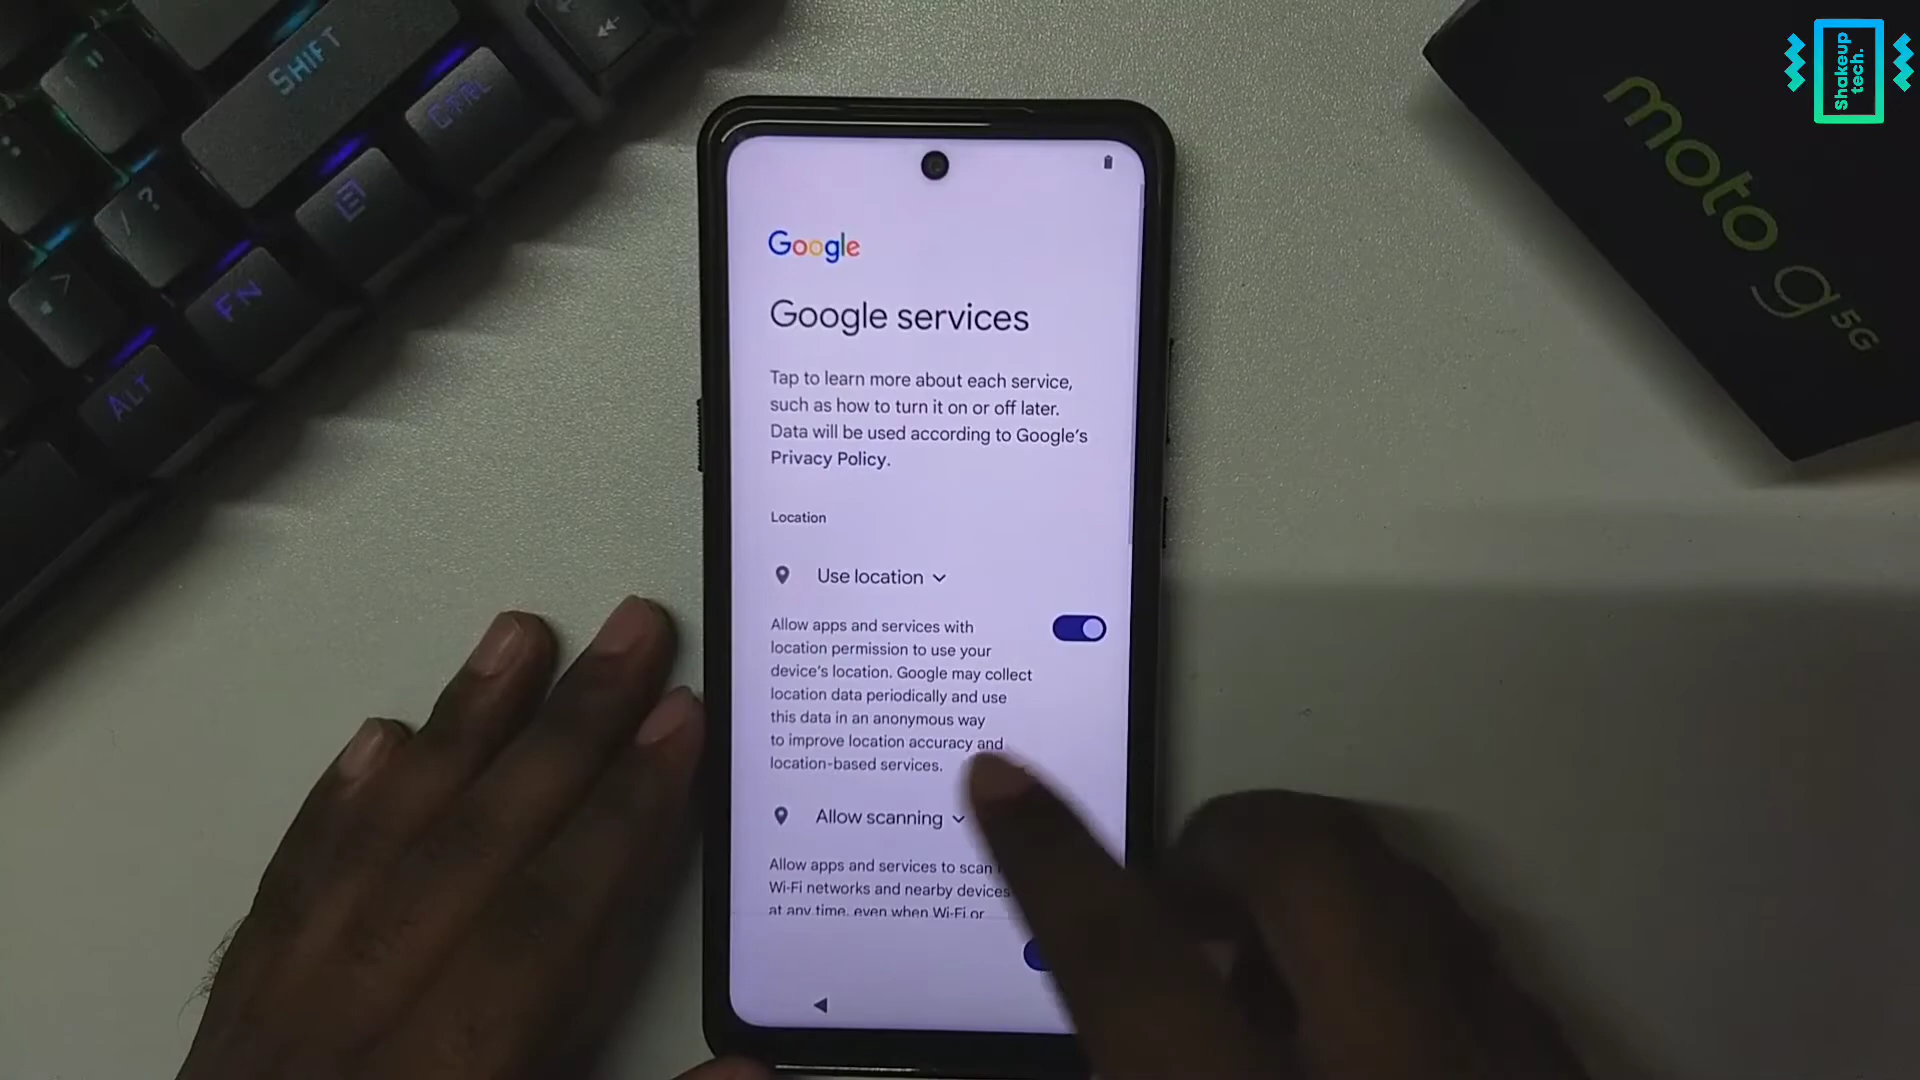 SHIFT
CTRL
FN
ALT
?
/
>
"
Shakeup
tech.
moto g 5G
Google
Google services
Tap to learn more about each service,
such as how to turn it on or off later.
Data will be used according to Google's
Privacy Policy.
Location
Use location
Allow apps and services with
location permission to use your
device's location. Google may collect
location data periodically and use
this data in an anonymous way
to improve location accuracy and
location-based services.
Allow scanning
Allow apps and services to scan
Wi-Fi networks and nearby devices
at any time, even when Wi-Fi or